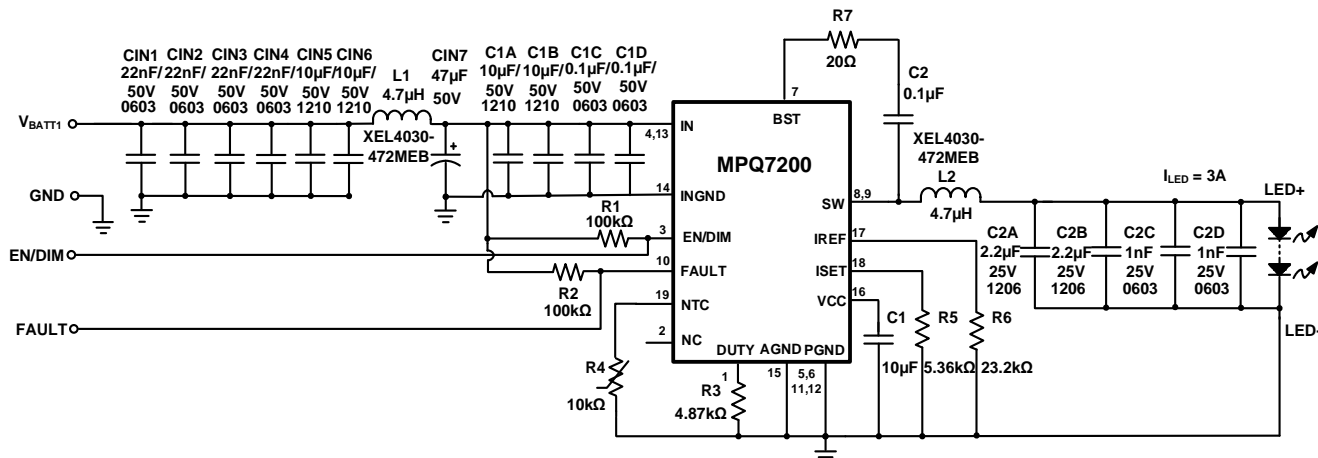 R7
20Ω
C2
0.1µF
CIN1
22nF/
50V
0603
CIN2
22nF/
50V
0603
CIN3
22nF/
50V
0603
CIN4
22nF/
50V
0603
CIN5
10µF/
50V
1210
CIN6
10µF/
50V
1210
L1
4.7µH
XEL4030-
472MEB
CIN7
47µF
50V
+
C1A
10µF/
50V
1210
C1B
10µF/
50V
1210
C1C
0.1µF/
50V
0603
C1D
0.1µF/
50V
0603
VBATT1
GND
EN/DIM
FAULT
R1
100kΩ
R2
100kΩ
R4
10kΩ
MPQ7200
7
BST
4,13
IN
14
INGND
3
EN/DIM
10
FAULT
19
NTC
2
NC
DUTY
1
AGND
15
PGND
5,6
11,12
SW
8,9
IREF
17
ISET
18
VCC
16
R3
4.87kΩ
C1
10µF
R5
5.36kΩ
R6
23.2kΩ
XEL4030-
472MEB
L2
4.7µH
ILED = 3A
LED+
C2A
2.2µF
25V
1206
C2B
2.2µF
25V
1206
C2C
1nF
25V
0603
C2D
1nF
25V
0603
LED-